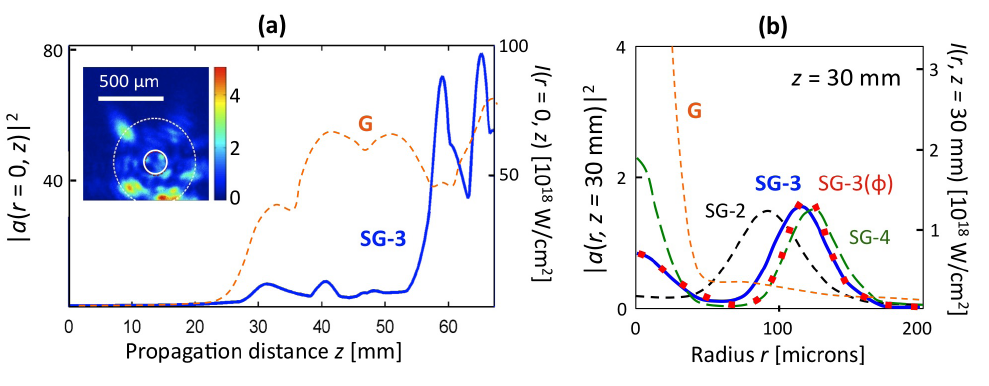 (a)
80
40
0
|a(r = 0, z)|²
0 10 20 30 40 50 60
Propagation distance z [mm]
100
50
I(r = 0, z) [10¹⁸ W/cm²]
500 µm
4
2
0
G
SG-3
(b)
4
2
0
|a(r, z = 30 mm)|²
0 100 200
Radius r [microns]
3
2
1
I(r, z = 30 mm) [10¹⁸ W/cm²]
z = 30 mm
G
SG-3 SG-3(ϕ)
SG-2
SG-4